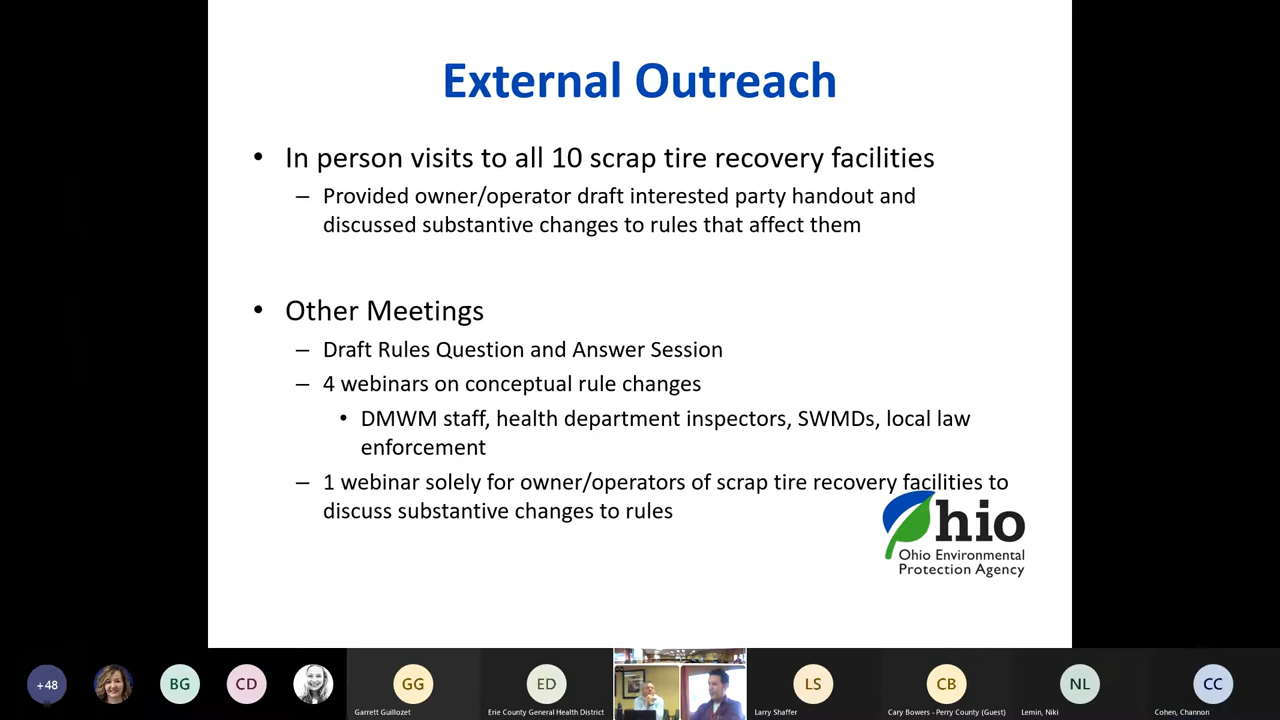 External Outreach
• In person visits to all 10 scrap tire recovery facilities
– Provided owner/operator draft interested party handout and
discussed substantive changes to rules that affect them
• Other Meetings
– Draft Rules Question and Answer Session
– 4 webinars on conceptual rule changes
• DMWM staff, health department inspectors, SWMDs, local law
enforcement
– 1 webinar solely for owner/operators of scrap tire recovery facilities to
discuss substantive changes to rules
Ohio
Ohio Environmental
Protection Agency
+48
BG
CD
GG
ED
LS
CB
NL
CC
Garrett Guillozet
Erie County General Health District
Larry Shaffer
Cary Bowers - Perry County (Guest)
Lemin, Niki
Cohen, Channon